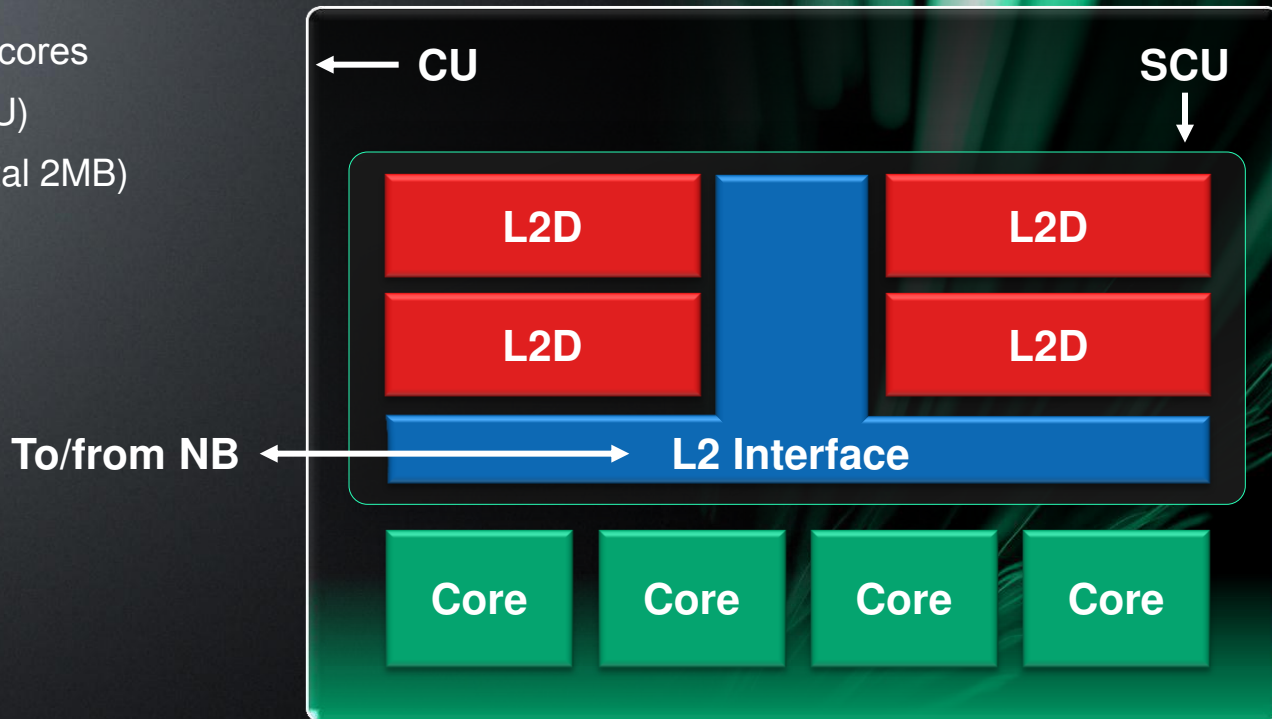 cores
U)
al 2MB)
CU
SCU
L2D L2D
L2D L2D
To/from NB L2 Interface
Core Core Core Core